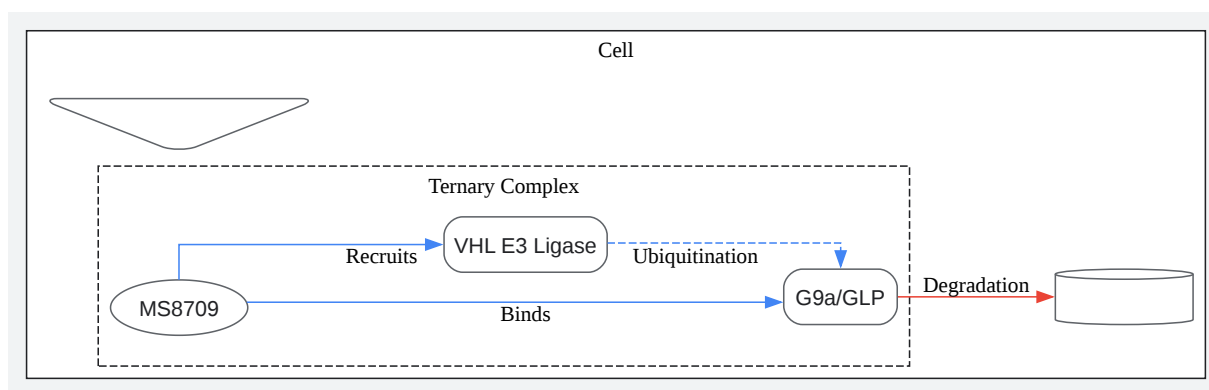 Cell
Ternary Complex
VHL E3 Ligase
Recruits
Ubiquitination
MS8709
Binds
G9a/GLP
Degradation